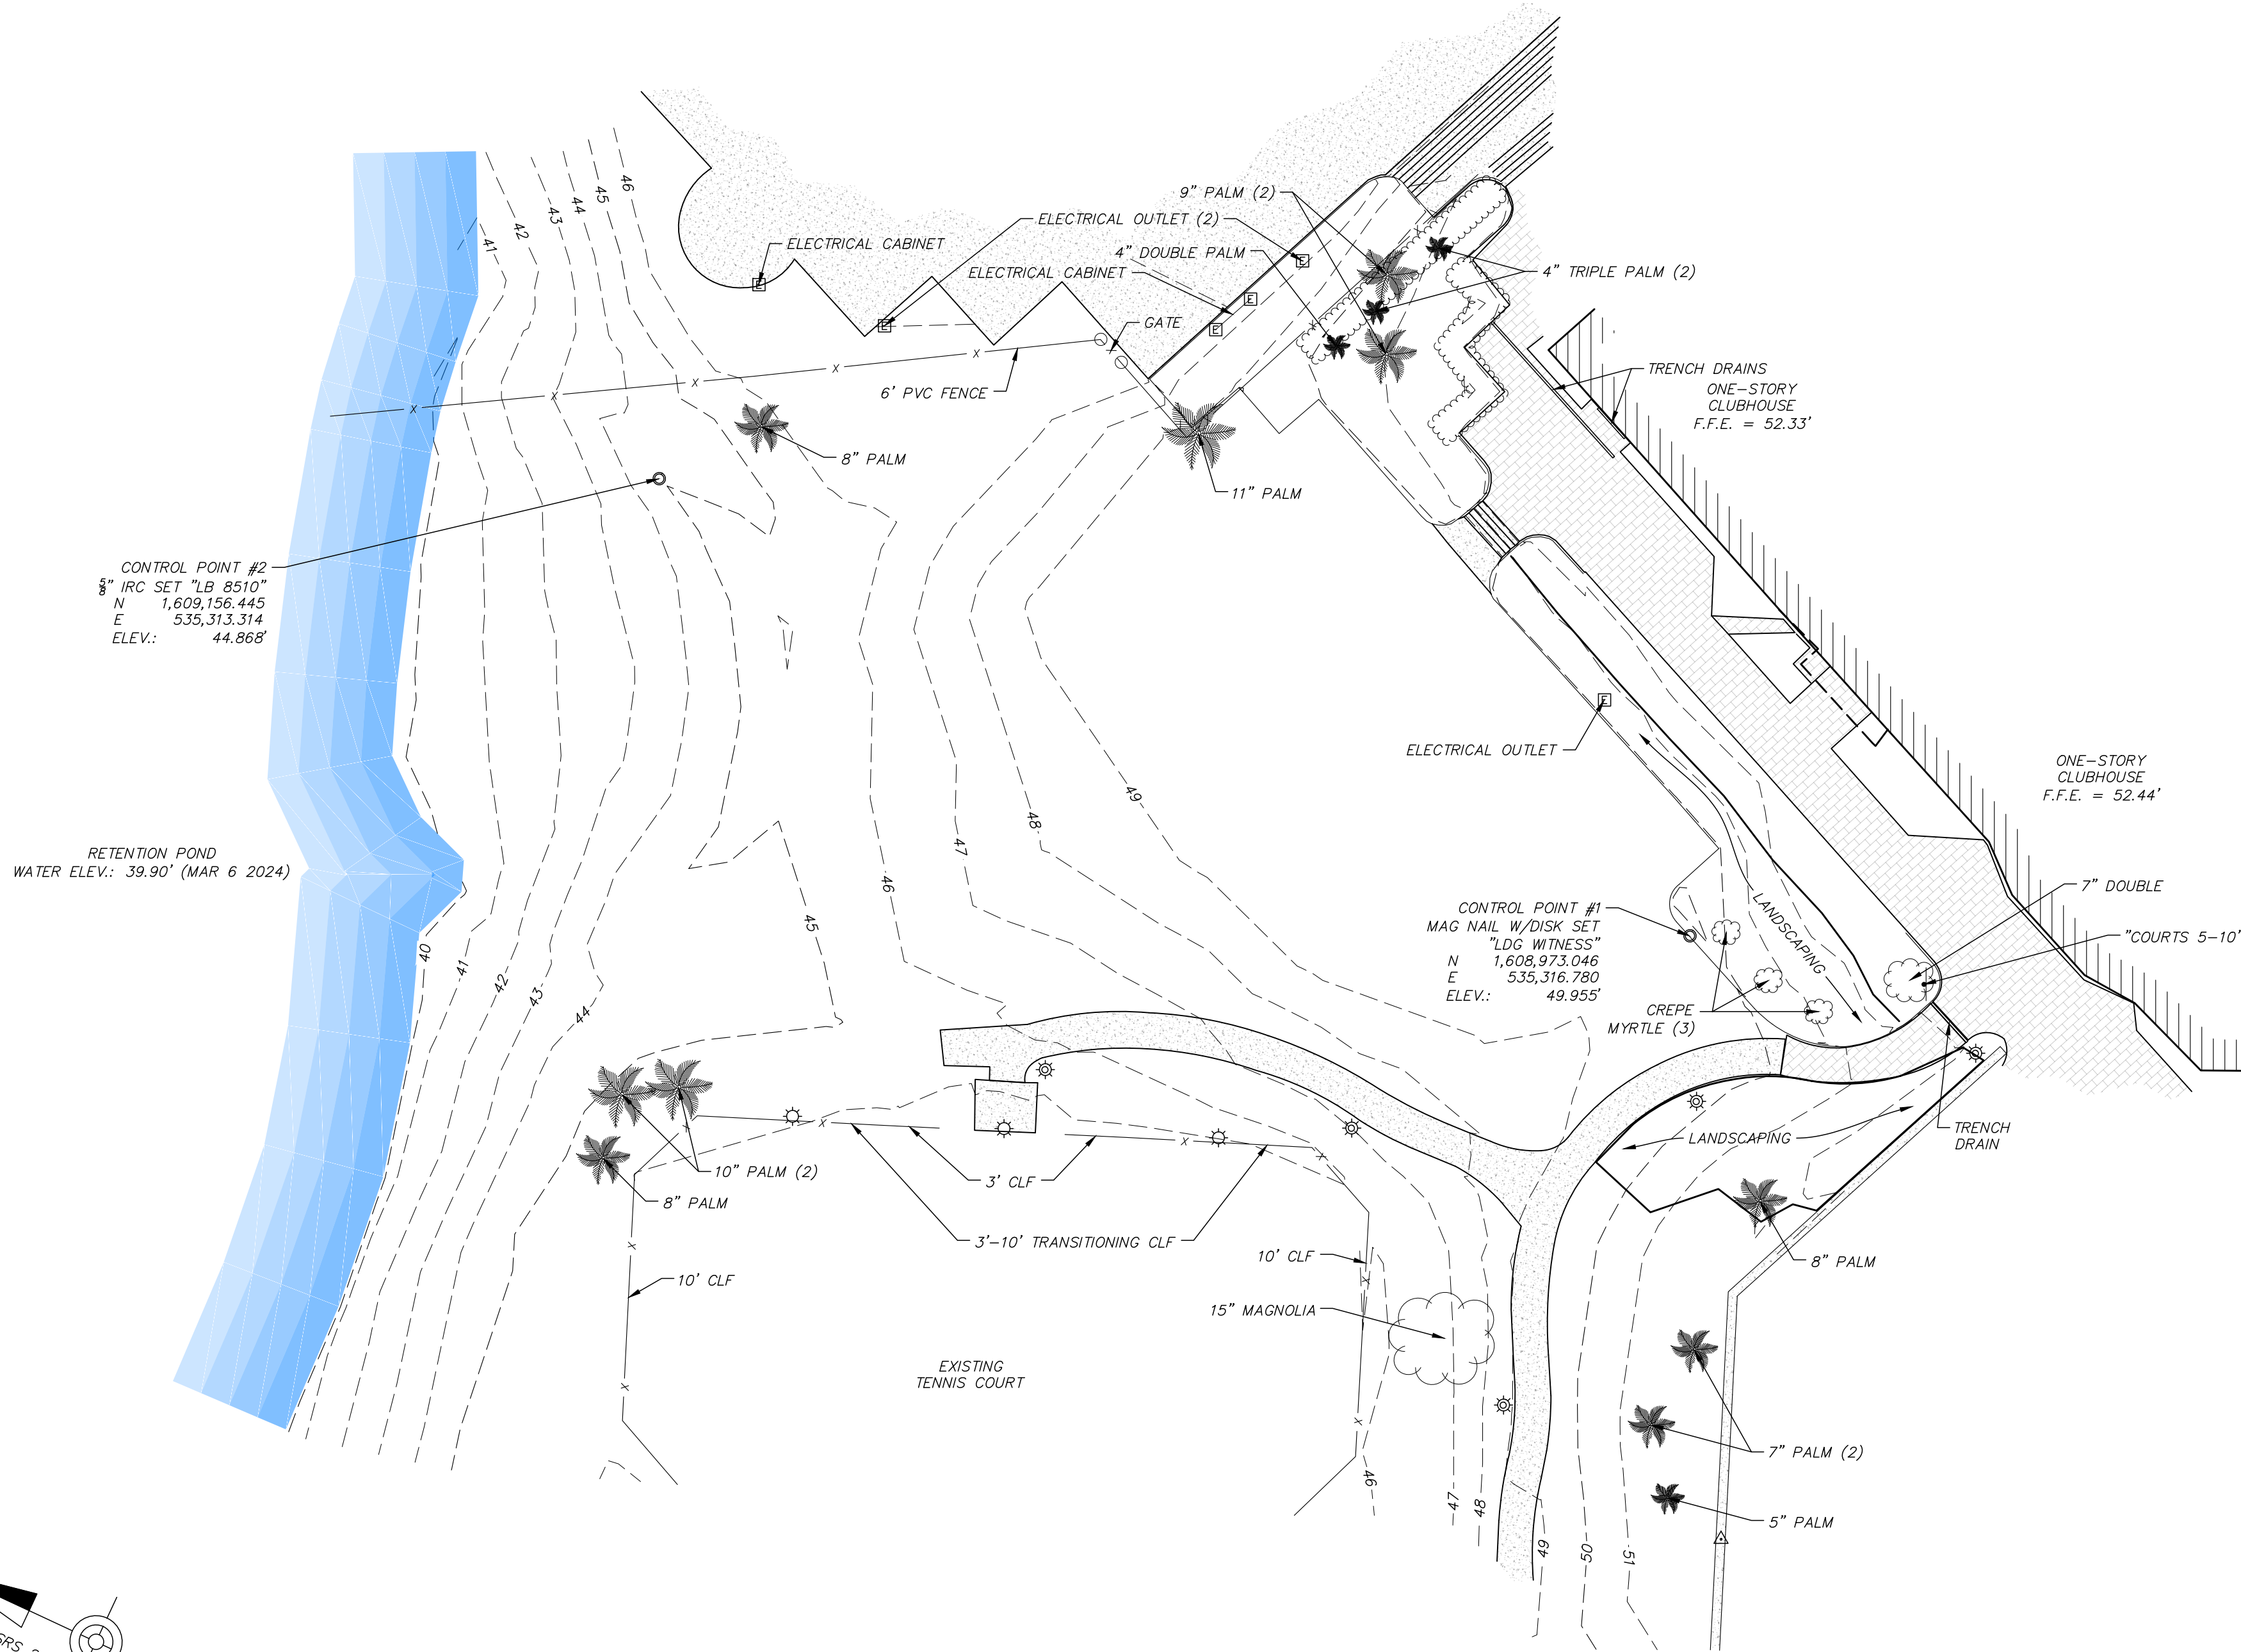 9" PALM (2)
ELECTRICAL OUTLET (2)
ELECTRICAL CABINET
4" DOUBLE PALM
ELECTRICAL CABINET
4" TRIPLE PALM (2)
GATE
6' PVC FENCE
TRENCH DRAINS
ONE-STORY
CLUBHOUSE
F.F.E. = 52.33'
8" PALM
11" PALM
46
45
44
43
42
41
E
E
E
E
E
CONTROL POINT #2
5/8" IRC SET "LB 8510"
N 1,609,156.445
E 535,313.314
ELEV.: 44.868'
E
ELECTRICAL OUTLET
ONE-STORY
CLUBHOUSE
F.F.E. = 52.44'
RETENTION POND
WATER ELEV.: 39.90' (MAR 6 2024)
49
48
47
46
45
40
41
42
43
44
CONTROL POINT #1
MAG NAIL W/DISK SET
"LDG WITNESS"
N 1,608,973.046
E 535,316.780
ELEV.: 49.955'
LANDSCAPING
7" DOUBLE
"COURTS 5-10"
CREPE
MYRTLE (3)
LANDSCAPING
TRENCH
DRAIN
10" PALM (2)
8" PALM
3' CLF
3'-10' TRANSITIONING CLF
10' CLF
10' CLF
8" PALM
15" MAGNOLIA
EXISTING
TENNIS COURT
7" PALM (2)
5" PALM
46
47
48
49
50
51